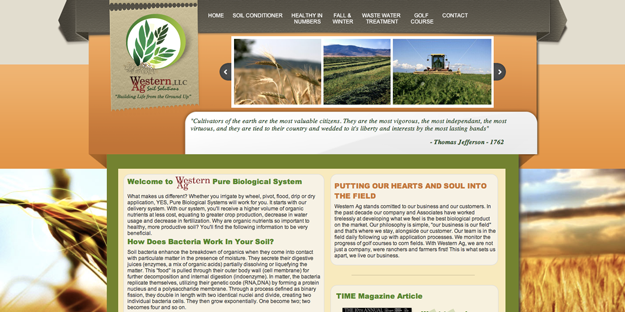 HOME SOIL CONDITIONER HEALTHY IN NUMBERS FALL & WINTER WASTE WATER TREATMENT GOLF COURSE CONTACT
Western, LLC
Ag Soil Solutions
"Building Life from the Ground Up"
"Cultivators of the earth are the most valuable citizens. They are the most vigorous, the most independant, the most
virtuous, and they are tied to their country and wedded to it's liberty and interests by the most lasting bands"
- Thomas Jefferson - 1762
Welcome to Western Ag Pure Biological System
What makes us different? Whether you irrigate by wheel, pivot, flood, drip or dry
application, YES, Pure Biological Systems will work for you. It starts with our
delivery system. With our system, you'll receive a higher volume of organic
nutrients at less cost, equating to greater crop production, decrease in water
usage and decrease in fertilization. Why are organic nutrients so important to
healthy, more productive soil? You'll find the following information to be very
beneficial.
How Does Bacteria Work In Your Soil?
Soil bacteria enhance the breakdown of organics when they come into contact
with particulate matter in the presence of moisture. They secrete their digestive
juices (enzymes, a mix of organic acids) partially dissolving or liquefying the
matter. This "food" is pulled through their outer body wall (cell membrane) for
further decomposition and internal digestion (indoenzyme). In matter, the bacteria
replicate themselves, utilizing their genetic code (RNA,DNA) by forming a protein
nucleus and a polysaccharide membrane. Through a process defined as binary
fission, they double in length with two identical nuclei and divide, creating two
individual bacteria cells. They then grow exponentially. One become two; two
becomes four and so on.
PUTTING OUR HEARTS AND SOUL INTO
THE FIELD
Western Ag stands comitted to our business and our customers. In
the past decade our company and Associates have worked
tirelessly at developing what we feel is the best biological product
on the market. Our philosophy is simple, "our business is our field"
and that's where we stay, alongside our customer. Our team is in the
field daily following up with application processes. We monitor the
progress of golf courses to corn fields. With Western Ag, we are not
just a company, were ranchers and farmers first! This is what sets us
apart, we live our business.
TIME Magazine Article